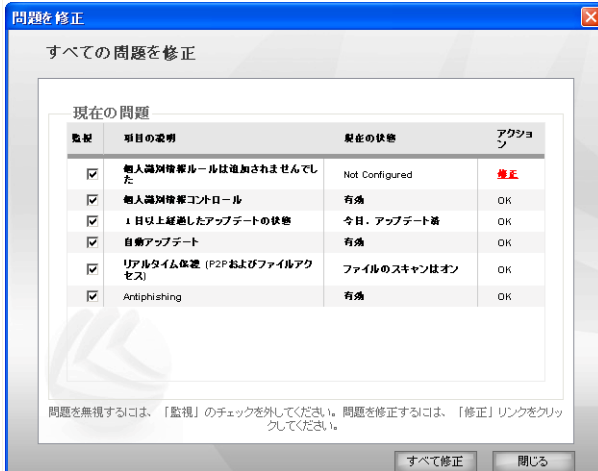 問題を修正
すべての問題を修正
現在の問題
監視 項目の説明 現在の状態 アクショ
ン
個人識別情報ルールは追加されませんでし
た
Not Configured 修正
個人識別情報コントロール 有効 OK
1 日以上経過したアップデートの状態 今日, アップデート済 OK
自動アップデート 有効 OK
リアルタイム保護 (P2Pおよびファイルアク
セス)
ファイルのスキャンはオン OK
Antiphishing 有効 OK
問題を無視するには、「監視」のチェックを外してください。問題を修正するには、「修正」リンクをクリッ
クしてください。
すべて修正 閉じる